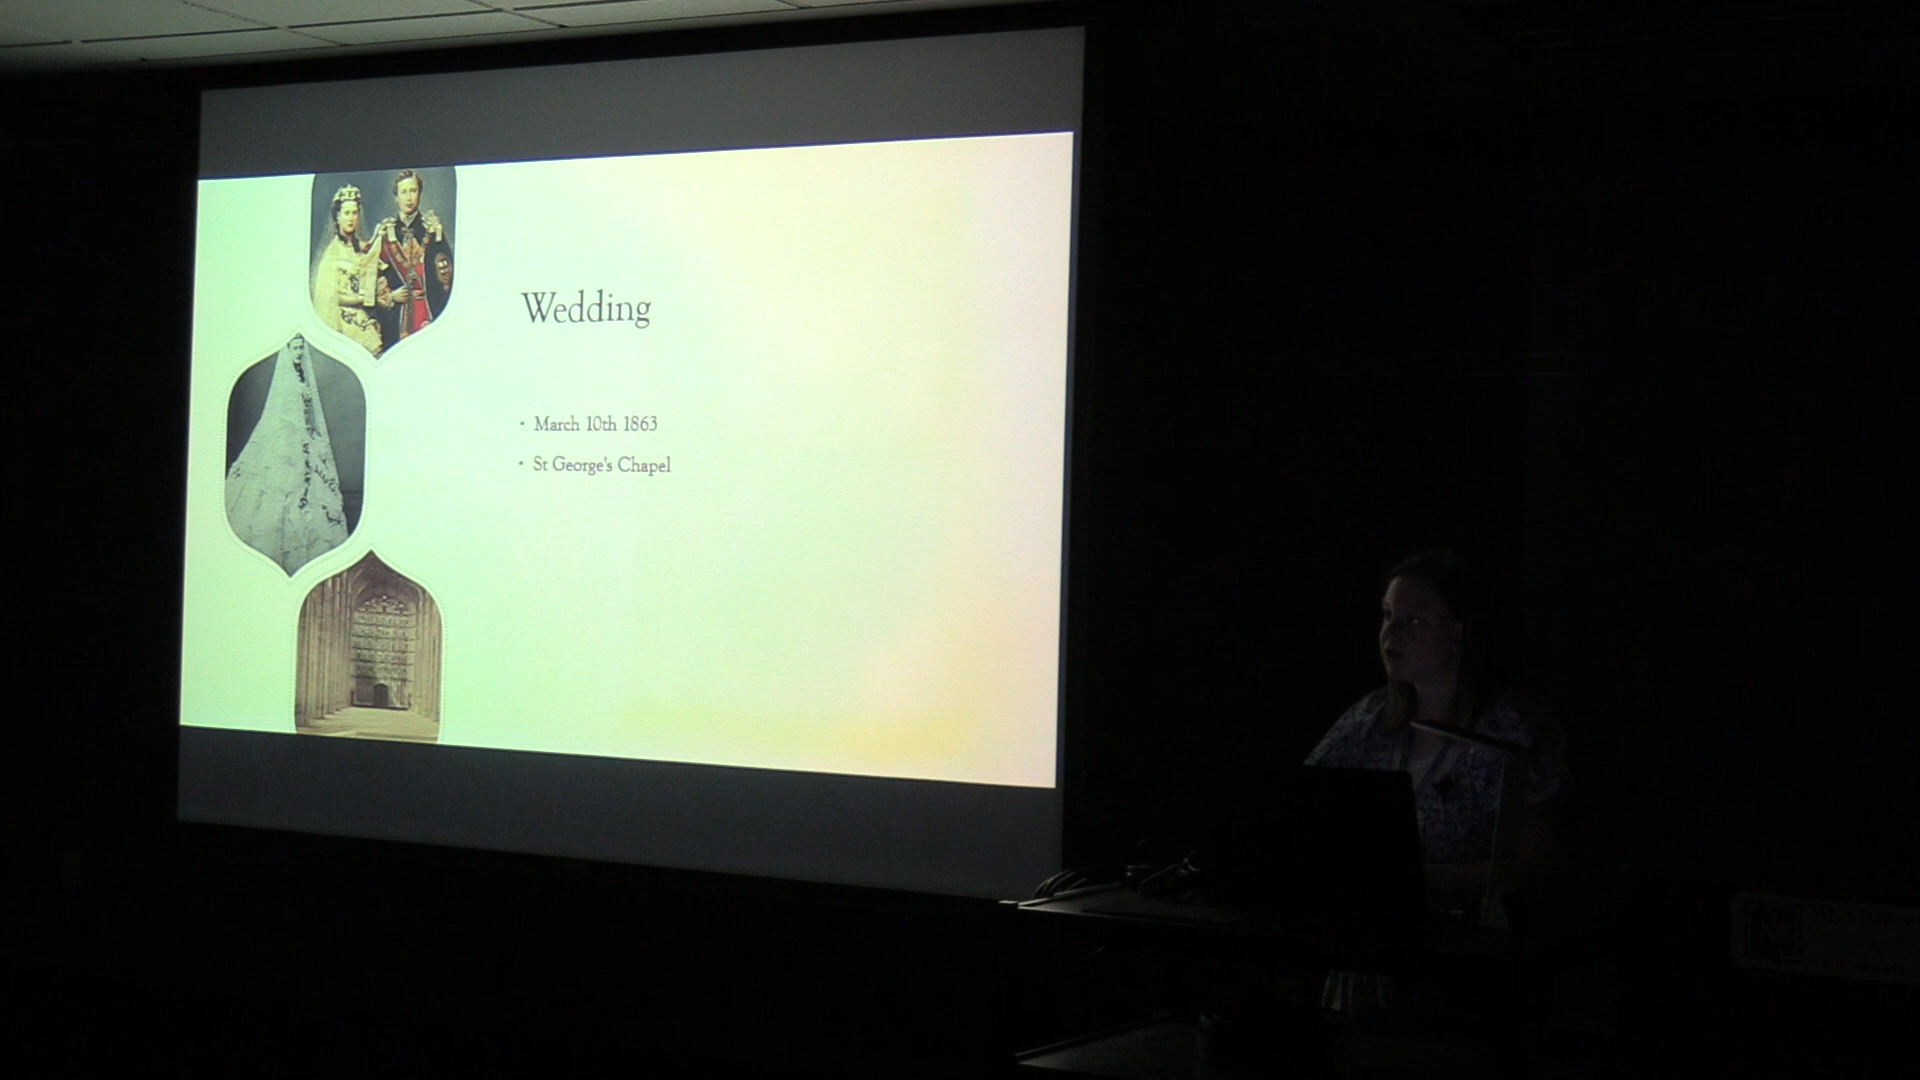 Wedding
• March 10th 1863
• St George's Chapel